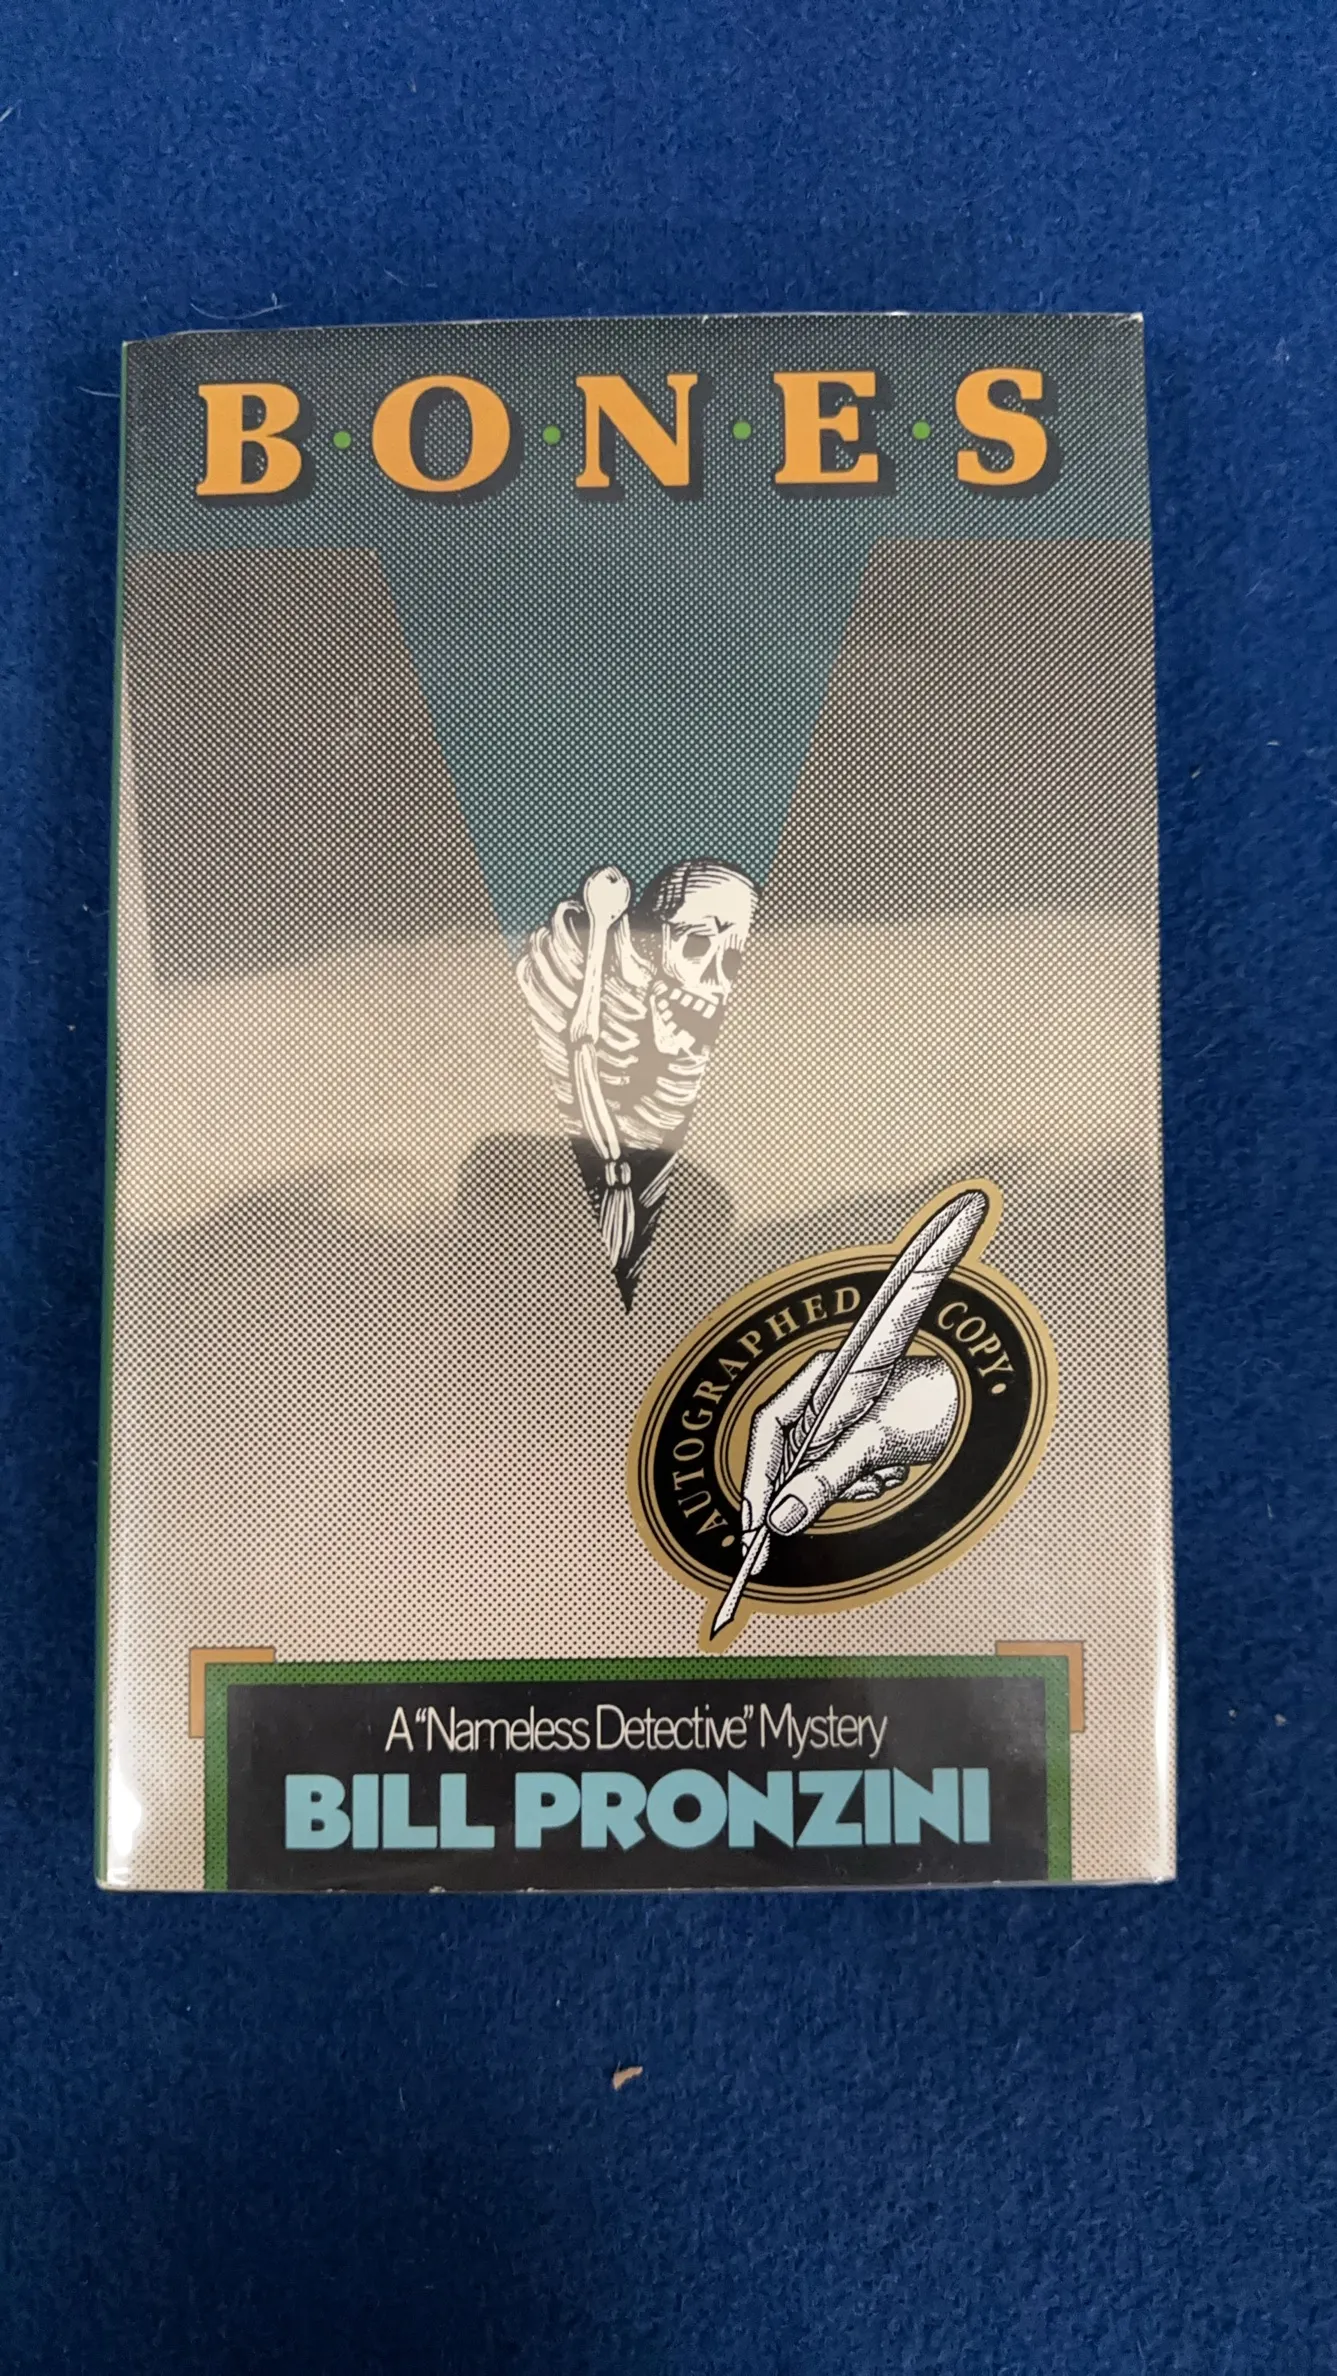 B·O·N·E·S
·AUTOGRAPHED COPY·
A “Nameless Detective” Mystery
BILL PRONZINI